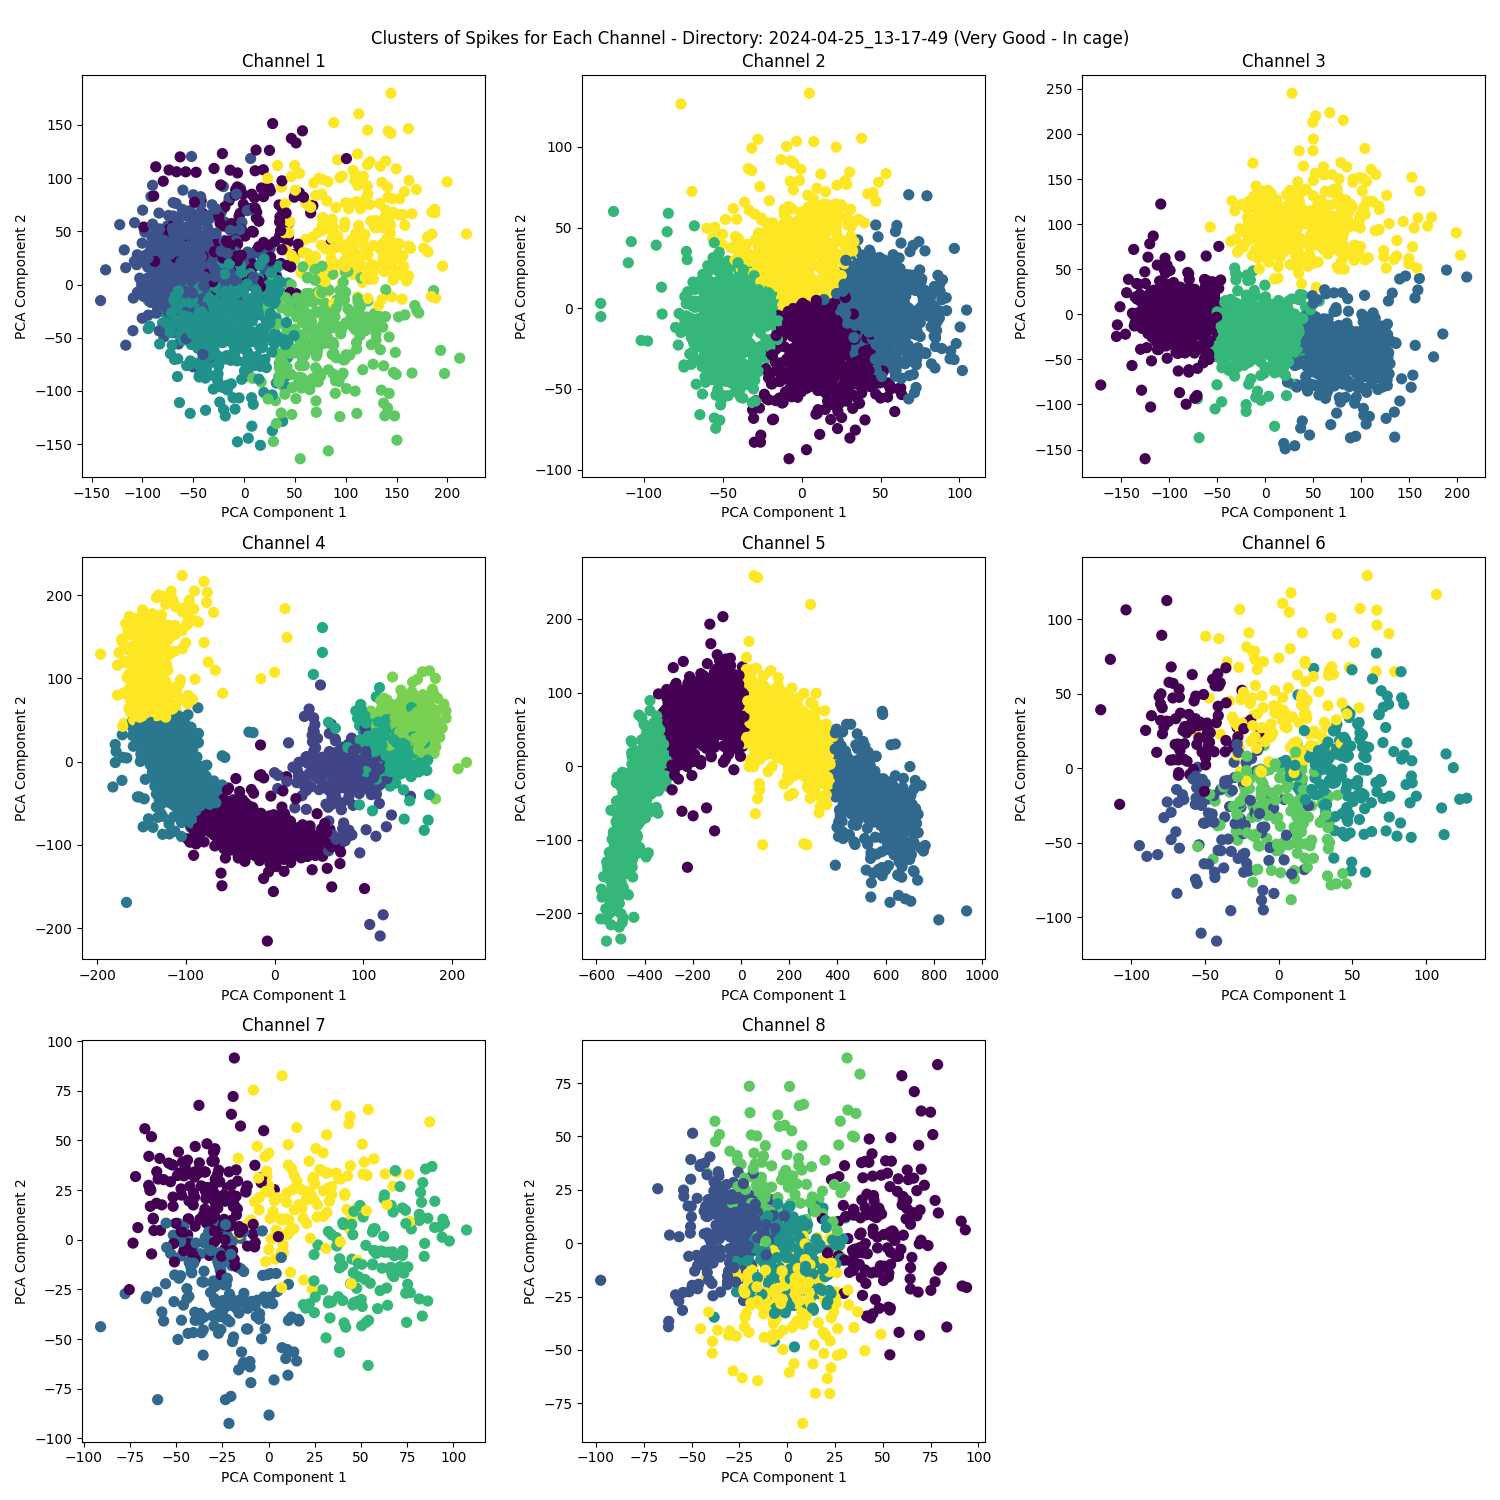 Clusters of Spikes for Each Channel - Directory: 2024-04-25_13-17-49 (Very Good - In cage)
Channel 1
PCA Component 2
150
100
50
0
−50
−100
−150
−150 −100 −50 0 50 100 150 200
PCA Component 1
Channel 2
PCA Component 2
100
50
0
−50
−100
−100 −50 0 50 100
PCA Component 1
Channel 3
PCA Component 2
250
200
150
100
50
0
−50
−100
−150
−150 −100 −50 0 50 100 150 200
PCA Component 1
Channel 4
PCA Component 2
200
100
0
−100
−200
−200 −100 0 100 200
PCA Component 1
Channel 5
PCA Component 2
200
100
0
−100
−200
−600 −400 −200 0 200 400 600 800 1000
PCA Component 1
Channel 6
PCA Component 2
100
50
0
−50
−100
−100 −50 0 50 100
PCA Component 1
Channel 7
PCA Component 2
100
75
50
25
0
−25
−50
−75
−100
−100 −75 −50 −25 0 25 50 75 100
PCA Component 1
Channel 8
PCA Component 2
75
50
25
0
−25
−50
−75
−100 −75 −50 −25 0 25 50 75 100
PCA Component 1